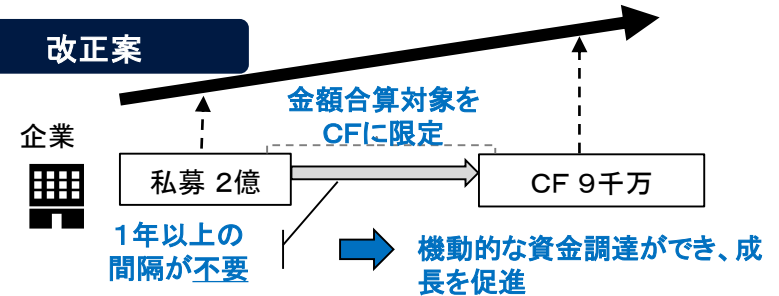 改正案
金額合算対象を
CFに限定
企業
私募 2億
CF 9千万
1年以上の
間隔が不要
機動的な資金調達ができ、成
長を促進